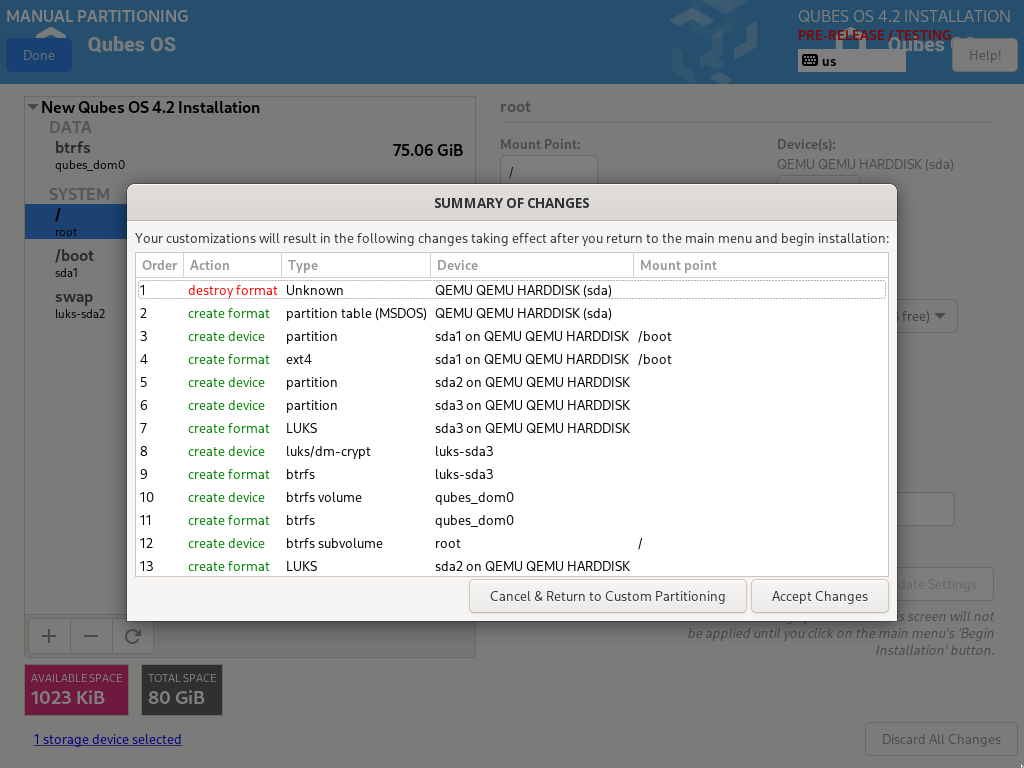 MANUAL PARTITIONING
QUBES OS 4.2 INSTALLATION
PRE-RELEASE / TESTING
Done
Qubes OS
us
Help!
New Qubes OS 4.2 Installation
DATA
btrfs
75.06 GiB
qubes_dom0
SYSTEM
/
root
/boot
sda1
swap
luks-sda2
root
Mount Point:
Device(s):
/
QEMU QEMU HARDDISK (sda)
SUMMARY OF CHANGES
Your customizations will result in the following changes taking effect after you return to the main menu and begin installation:
Order Action Type Device Mount point
1 destroy format Unknown QEMU QEMU HARDDISK (sda)
2 create format partition table (MSDOS) QEMU QEMU HARDDISK (sda)
3 create device partition sda1 on QEMU QEMU HARDDISK /boot
4 create format ext4 sda1 on QEMU QEMU HARDDISK /boot
5 create device partition sda2 on QEMU QEMU HARDDISK
6 create device partition sda3 on QEMU QEMU HARDDISK
7 create format LUKS sda3 on QEMU QEMU HARDDISK
8 create device luks/dm-crypt luks-sda3
9 create format btrfs luks-sda3
10 create device btrfs volume qubes_dom0
11 create format btrfs qubes_dom0
12 create device btrfs subvolume root /
13 create format LUKS sda2 on QEMU QEMU HARDDISK
Cancel & Return to Custom Partitioning
Accept Changes
free)
Settings
screen will not
be applied until you click on the main menu's 'Begin
Installation' button.
AVAILABLE SPACE
1023 KiB
TOTAL SPACE
80 GiB
1 storage device selected
Discard All Changes